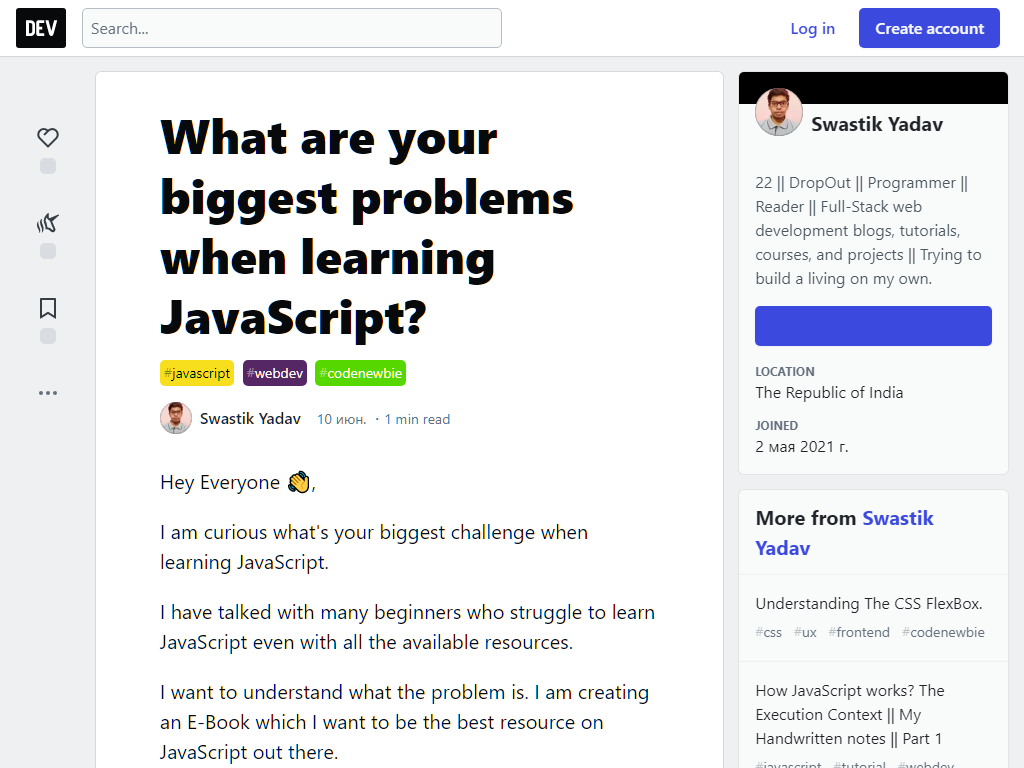 DEV
Search...
Log in
Create account
What are your
biggest problems
when learning
JavaScript?
#javascript #webdev #codenewbie
Swastik Yadav 10 июн. ・1 min read
Hey Everyone 👋,
I am curious what's your biggest challenge when
learning JavaScript.
I have talked with many beginners who struggle to learn
JavaScript even with all the available resources.
I want to understand what the problem is. I am creating
an E-Book which I want to be the best resource on
JavaScript out there.
Swastik Yadav
22 || DropOut || Programmer ||
Reader || Full-Stack web
development blogs, tutorials,
courses, and projects || Trying to
build a living on my own.
LOCATION
The Republic of India
JOINED
2 мая 2021 г.
More from Swastik
Yadav
Understanding The CSS FlexBox.
#css #ux #frontend #codenewbie
How JavaScript works? The
Execution Context || My
Handwritten notes || Part 1
#javascript #tutorial #webdev